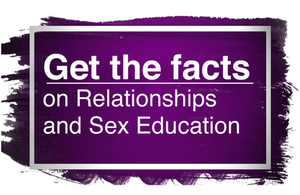 Get the facts
on Relationships
and Sex Education